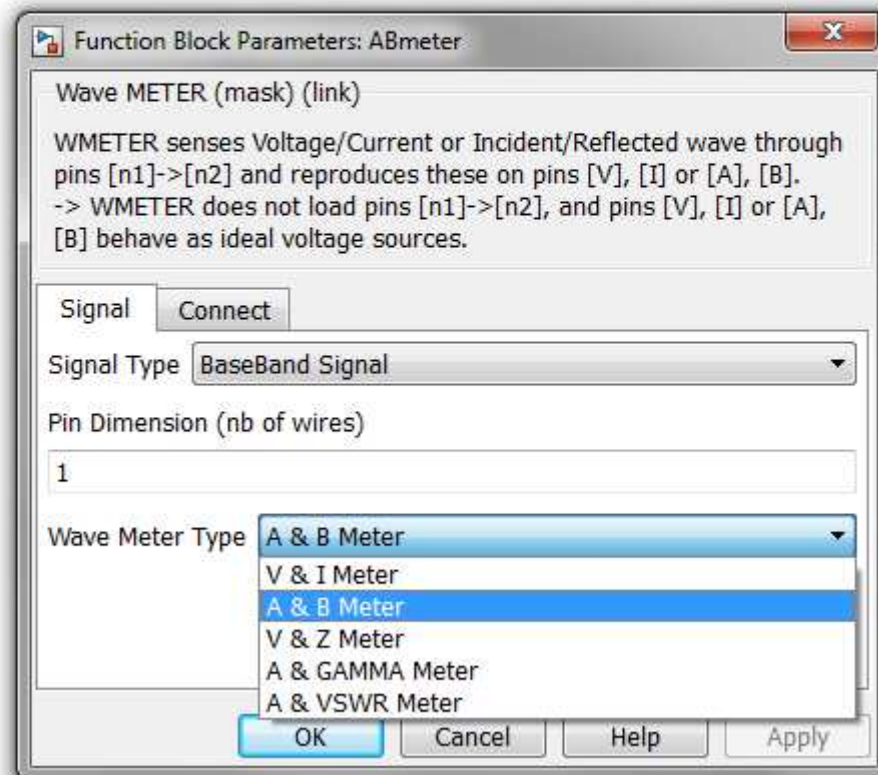 Function Block Parameters: ABmeter
Wave METER (mask) (link)
WMETER senses Voltage/Current or Incident/Reflected wave through
pins [n1]->[n2] and reproduces these on pins [V], [I] or [A], [B].
-> WMETER does not load pins [n1]->[n2], and pins [V], [I] or [A],
[B] behave as ideal voltage sources.
Signal Connect
Signal Type BaseBand Signal
Pin Dimension (nb of wires)
1
Wave Meter Type A & B Meter
V & I Meter
A & B Meter
V & Z Meter
A & GAMMA Meter
A & VSWR Meter
OK Cancel Help Apply